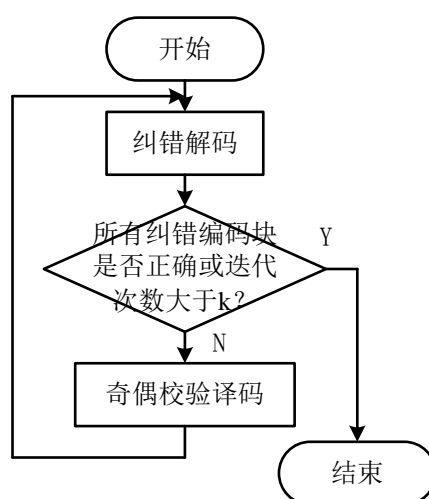 开始
纠错解码
所有纠错编码块
是否正确或迭代
次数大于k?
Y
N
奇偶校验译码
结束